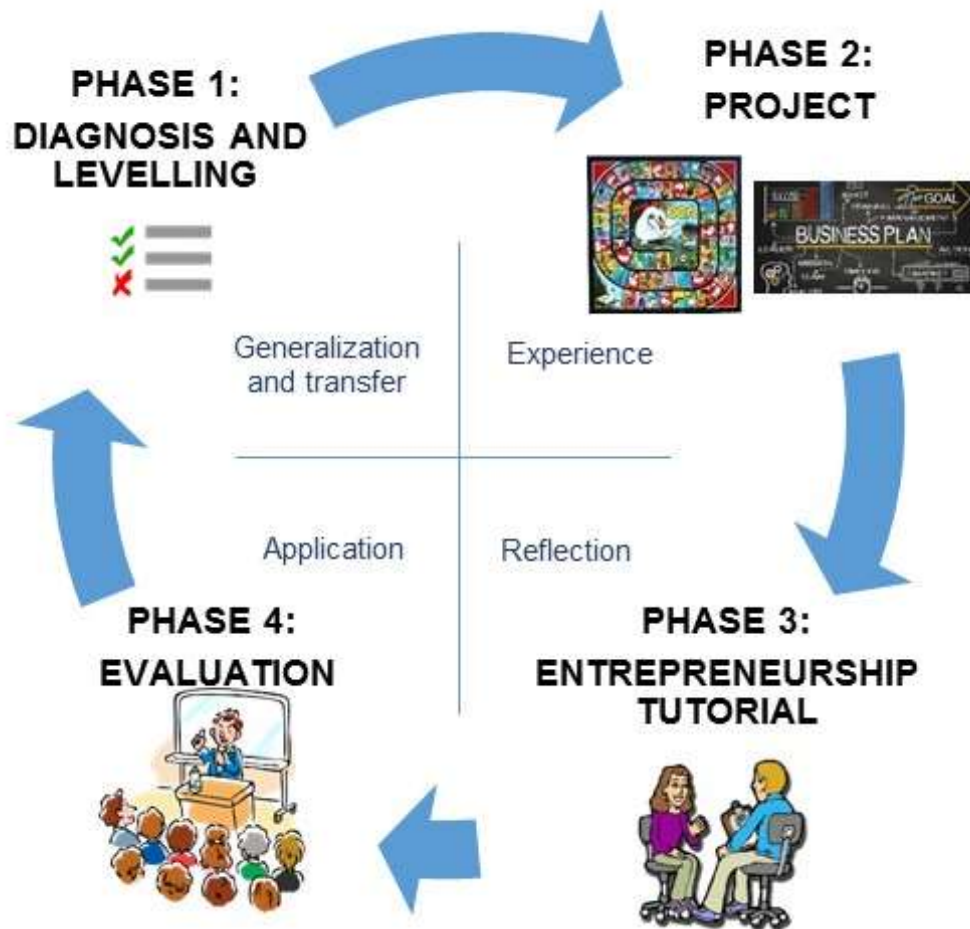 PHASE 1:
DIAGNOSIS AND
LEVELLING
PHASE 2:
PROJECT
GOAL
BUSINESS PLAN
Generalization
and transfer
Experience
Application
Reflection
PHASE 4:
EVALUATION
PHASE 3:
ENTREPRENEURSHIP
TUTORIAL